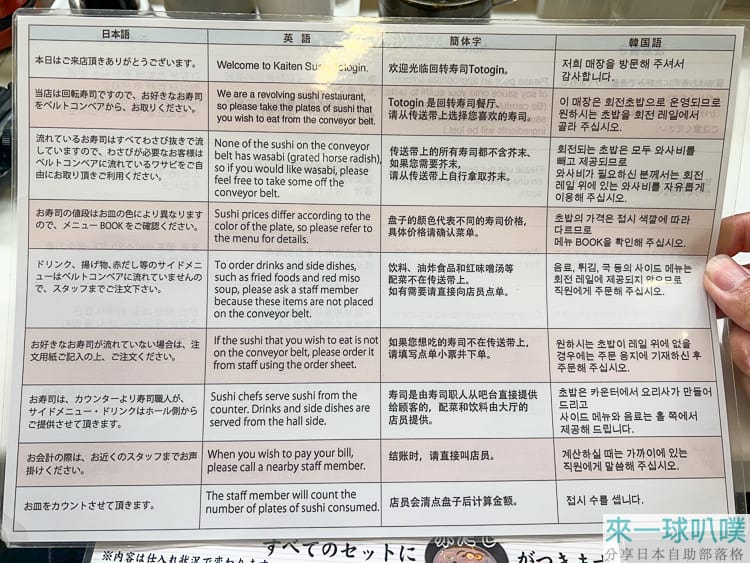 日本語
英語
簡体字
韓国語
本日はご来店頂きありがとうございます。
Welcome to Kaiten Sushi Totogin.
欢迎光临回转寿司Totogin.
저희 매장을 방문해 주셔서
감사합니다.
当店は回転寿司ですので、お好きなお寿司
をベルトコンベアから、お取りください。
We are a revolving sushi restaurant,
so please take the plates of sushi that
you wish to eat from the conveyor belt.
Totogin 是回转寿司餐厅。
请从传送带上选择您喜欢的寿司。
이 매장은 회전초밥으로 운영되므로
원하시는 초밥을 회전 레일에서
골라 주십시오.
流れているお寿司はすべてわさび抜きで流
していますので、わさびが必要なお客様は
ベルトコンベアに流れているワサビをご自
由にお取り頂きご利用ください。
None of the sushi on the conveyor
belt has wasabi (grated horse radish),
so if you would like wasabi, please
feel free to take some off the
conveyor belt.
传送带上的所有寿司都不含芥末、
如果您需要芥末，
请从传送带上自行拿取芥末。
회전되는 초밥은 모두 와사비를
빼고 제공되므로
와사비가 필요하신 분께서는 회전
레일 위에 있는 와사비를 자유롭게
이용해 주십시오.
お寿司の値段はお皿の色により異なります
ので、メニュー BOOKをご確認ください。
Sushi prices differ according to the
color of the plate, so please refer to
the menu for details.
盘子的颜色代表不同的寿司价格，
具体价格请确认菜单。
초밥의 가격은 접시 색깔에 따라
다르므로
메뉴 BOOK을 확인해 주십시오.
ドリンク、揚げ物、赤だし等のサイドメニュ
ーはベルトコンベアに流れていませんの
で、スタッフまでご注文下さい。
To order drinks and side dishes,
such as fried foods and red miso
soup, please ask a staff member
because these items are not placed
on the conveyor belt.
饮料、油炸食品和红味噌汤等
配菜不在传送带上。
如有需要请直接向店员点单。
음료, 튀김, 국 등의 사이드 메뉴는
회전 레일에 제공되지 않으므로
직원에게 주문해 주십시오.
お好きなお寿司が流れていない場合は、注
文用紙ご記入の上、ご注文ください。
If the sushi that you wish to eat is not
on the conveyor belt, please order it
from staff using the order sheet.
如果您想吃的寿司不在传送带上，
请填写点单小票并下单。
원하시는 초밥이 레일 위에 없을
경우에는 주문 용지에 기재하신 후
주문해 주십시오.
お寿司は、カウンターより寿司職人が、
サイドメニュー・ドリンクはホール側から
ご提供させて頂きます。
Sushi chefs serve sushi from the
counter. Drinks and side dishes are
served from the hall side.
寿司是由寿司职人从吧台直接提供
给顾客的，配菜和饮料由大厅的
店员提供。
초밥은 카운터에서 요리사가 만들어
드리고
사이드 메뉴와 음료는 홀 쪽에서
제공해 드립니다.
お会計の際は、お近くのスタッフまでお声
掛けください。
When you wish to pay your bill,
please call a nearby staff member.
结账时，请直接叫店员。
계산하실 때는 가까이에 있는
직원에게 말씀해 주십시오.
お皿をカウントさせて頂きます。
The staff member will count the
number of plates of sushi consumed.
店员会清点盘子后计算金额。
접시 수를 셉니다.
すべてのセットに
赤だし
がつきます
※内容は仕入れ状況で変わります
來一球叭噗
分享日本自助部落格